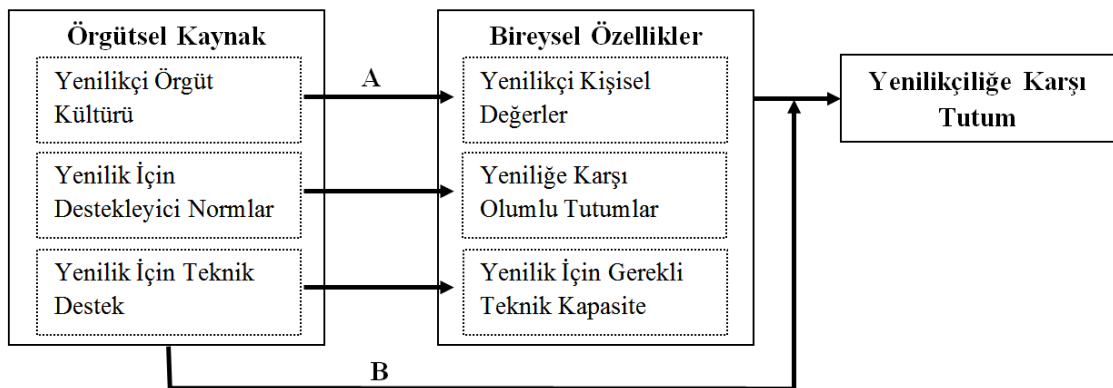 Örgütsel Kaynak
Yenilikçi Örgüt
Kültürü
Yenilik İçin
Destekleyici Normlar
Yenilik İçin Teknik
Destek
A
Bireysel Özellikler
Yenilikçi Kişisel
Değerler
Yeniliğe Karşı
Olumlu Tutumlar
Yenilik İçin Gerekli
Teknik Kapasite
Yenilikçiliğe Karşı
Tutum
B